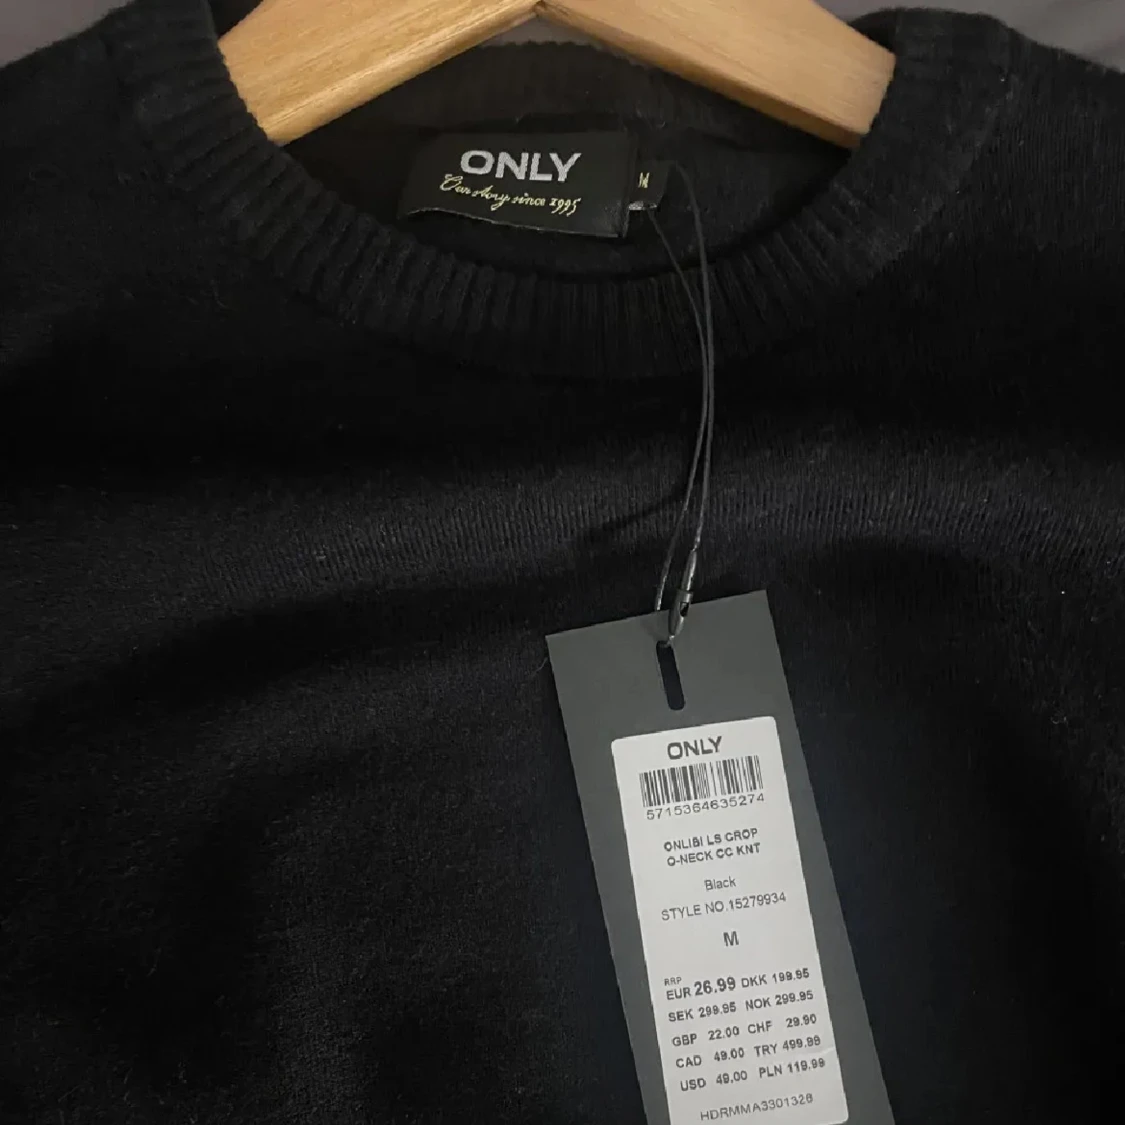 ONLY
Our story since 1995
M
ONLY
5715364635274
ONLIBI LS CROP
O-NECK CC KNT
Black
STYLE NO.15279934
M
RRP
EUR 26.99 DKK 199.95
SEK 299.95 NOK 299.95
GBP 22.00 CHF 29.90
CAD 49.00 TRY 499.99
USD 49.00 PLN 119.99
HDRMMA3301326